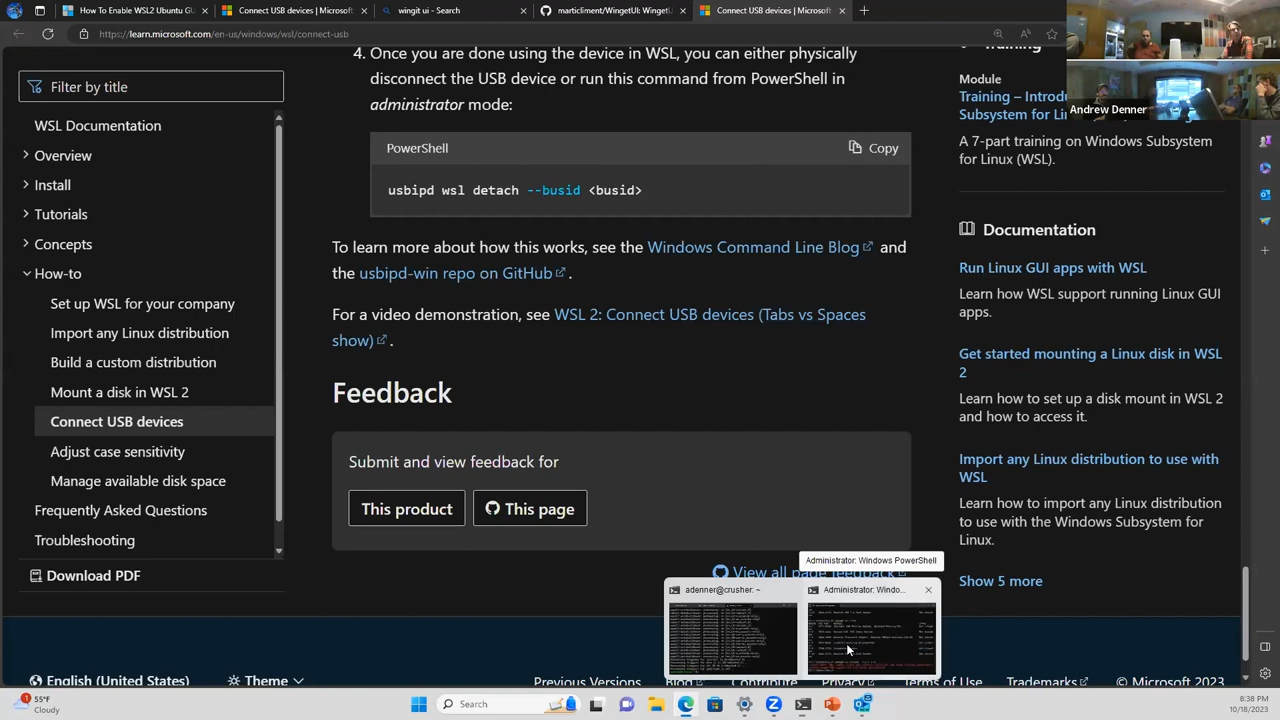 How To Enable WSL2 Ubuntu GU
Connect USB devices | Microsoft
wingit ui - Search
marticliment/WingetUI: WingetU
Connect USB devices | Microsoft
https://learn.microsoft.com/en-us/windows/wsl/connect-usb
Andrew Denner
Filter by title
WSL Documentation
Overview
Install
Tutorials
Concepts
How-to
Set up WSL for your company
Import any Linux distribution
Build a custom distribution
Mount a disk in WSL 2
Connect USB devices
Adjust case sensitivity
Manage available disk space
Frequently Asked Questions
Troubleshooting
Download PDF
4. Once you are done using the device in WSL, you can either physically
disconnect the USB device or run this command from PowerShell in
administrator mode:
PowerShell
Copy
usbipd wsl detach --busid <busid>
To learn more about how this works, see the Windows Command Line Blog and
the usbipd-win repo on GitHub.
For a video demonstration, see WSL 2: Connect USB devices (Tabs vs Spaces
show).
Feedback
Submit and view feedback for
This product
This page
View all page feedback
Training
Module
Training – Introdu
Subsystem for Lin
A 7-part training on Windows Subsystem
for Linux (WSL).
Documentation
Run Linux GUI apps with WSL
Learn how WSL support running Linux GUI
apps.
Get started mounting a Linux disk in WSL
2
Learn how to set up a disk mount in WSL 2
and how to access it.
Import any Linux distribution to use with
WSL
Learn how to import any Linux distribution
to use with the Windows Subsystem for
Linux.
Show 5 more
Administrator: Windows PowerShell
adenner@crusher: ~
Administrator: Windo...
English (United States)
Theme
Previous Versions
Blog
Privacy
Terms of Use
Trademarks
© Microsoft 2023
Cloudy
Search
8:38 PM
10/18/2023